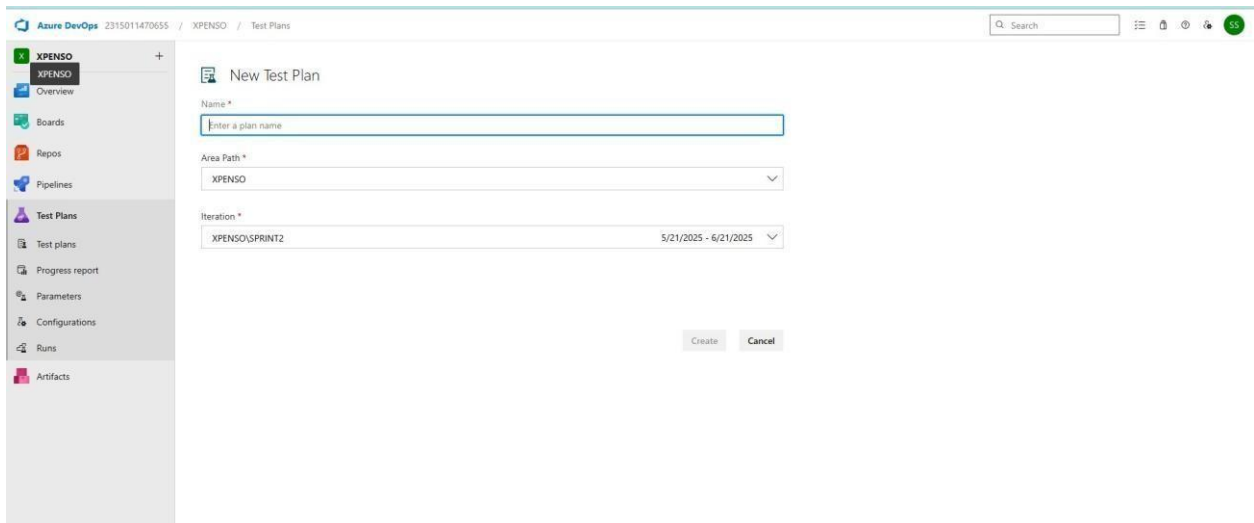 Azure DevOps 2315011470655 / XPENSO / Test Plans
Search
SS
X XPENSO +
XPENSO
Overview
Boards
Repos
Pipelines
Test Plans
Test plans
Progress report
Parameters
Configurations
Runs
Artifacts
New Test Plan
Name *
Enter a plan name
Area Path *
XPENSO
Iteration *
XPENSO\SPRINT2 5/21/2025 - 6/21/2025
Create Cancel